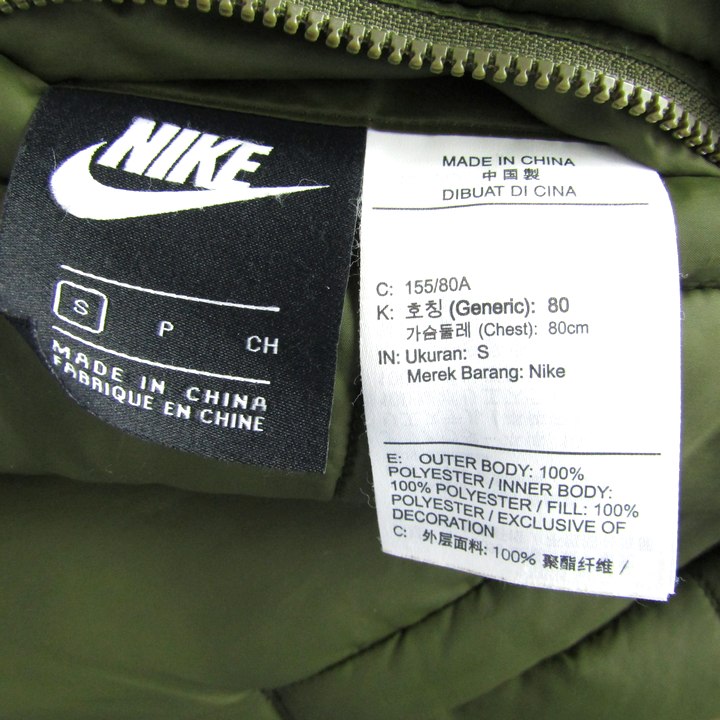 NIKE
S P CH
MADE IN CHINA
FABRIQUE EN CHINE
MADE IN CHINA
中国製
DIBUAT DI CINA
C: 155/80A
K: 호칭 (Generic): 80
가슴둘레 (Chest): 80cm
IN: Ukuran: S
Merek Barang: Nike
E: OUTER BODY: 100%
POLYESTER / INNER BODY:
100% POLYESTER / FILL: 100%
POLYESTER / EXCLUSIVE OF
DECORATION
C: 外层面料: 100% 聚酯纤维 /